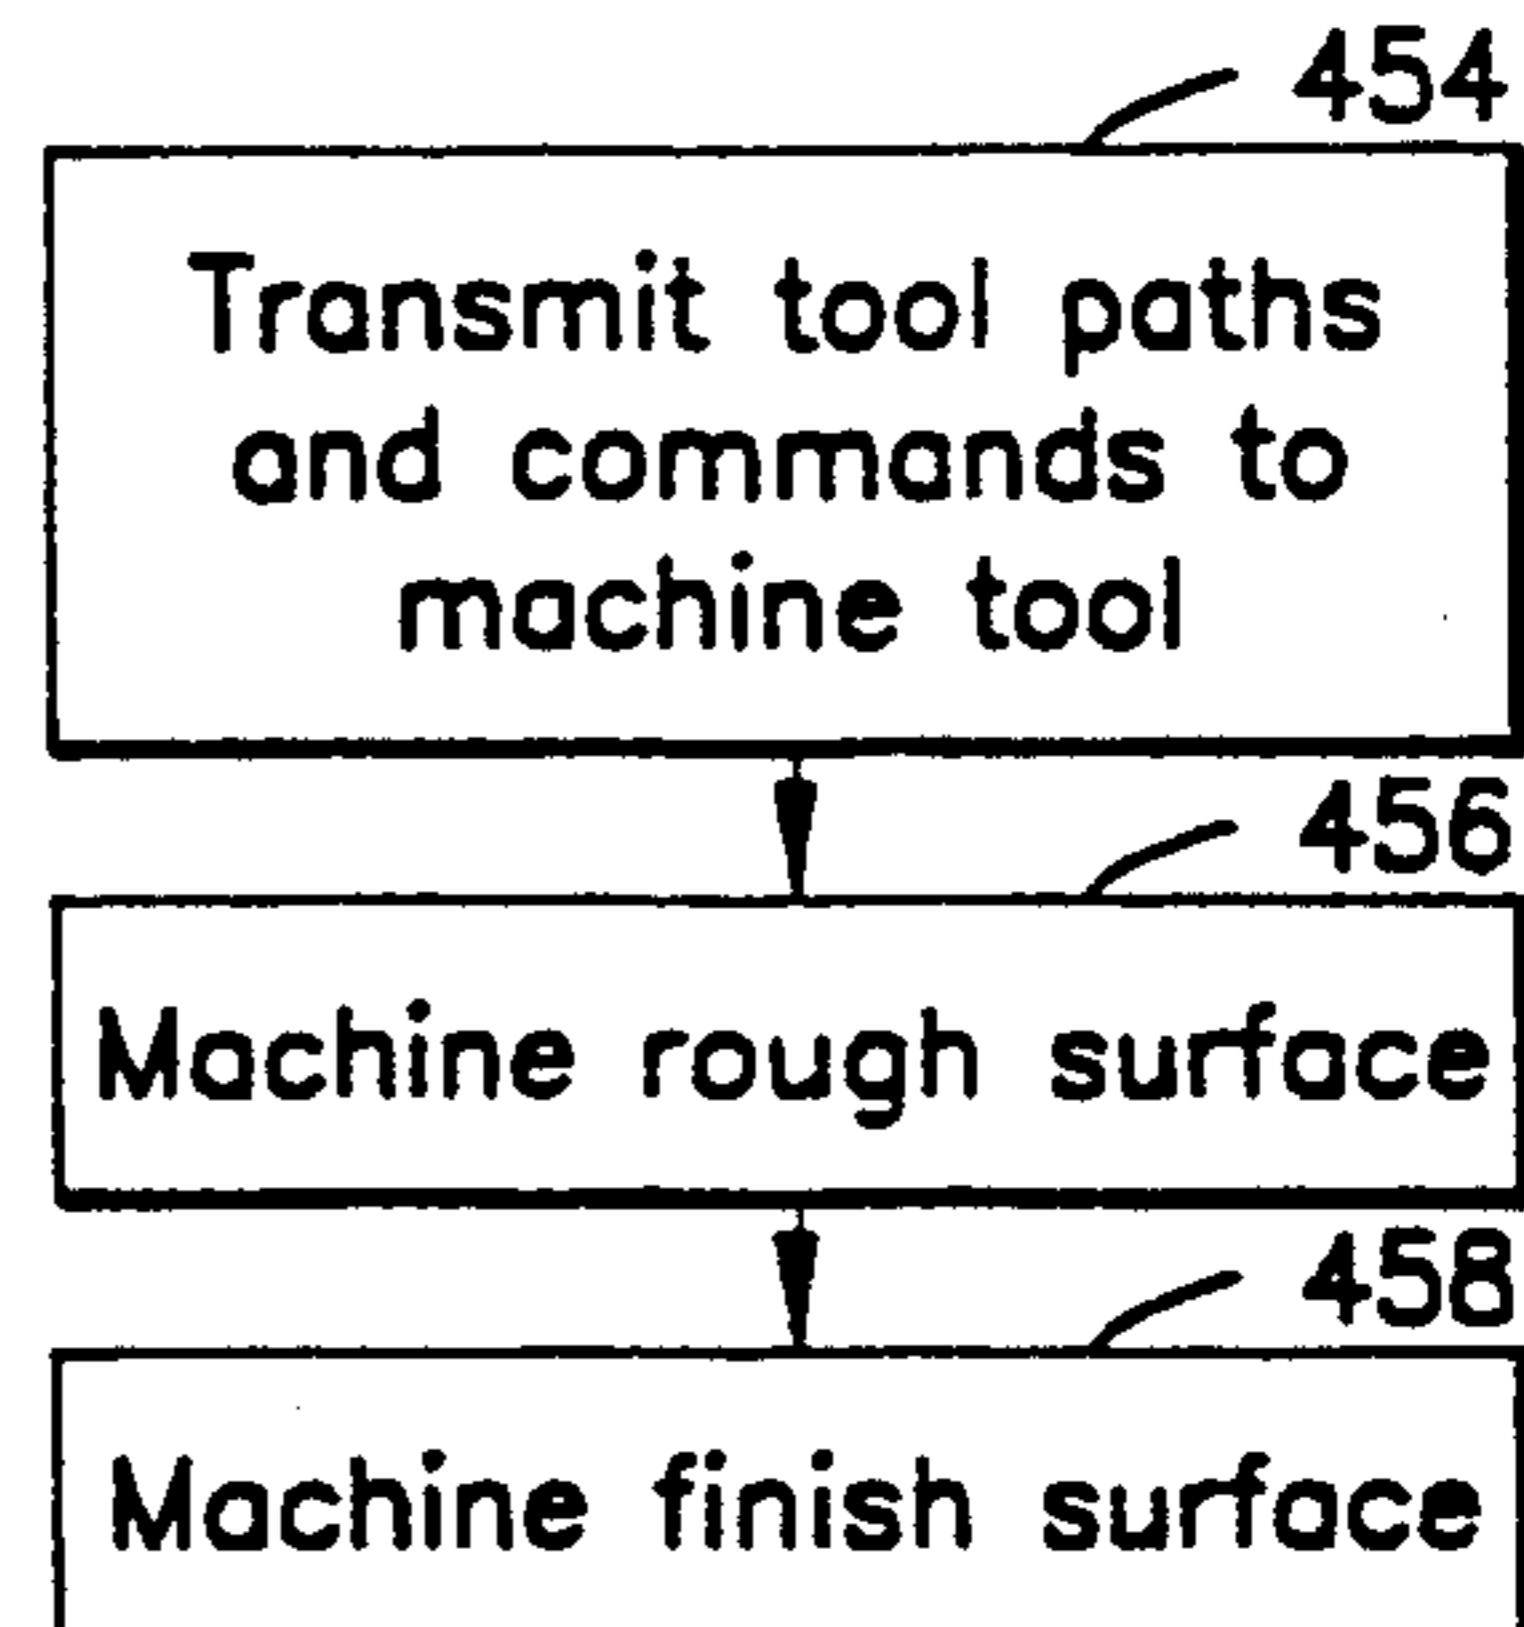 454
Transmit tool paths
and commands to
machine tool
456
Machine rough surface
458
Machine finish surface